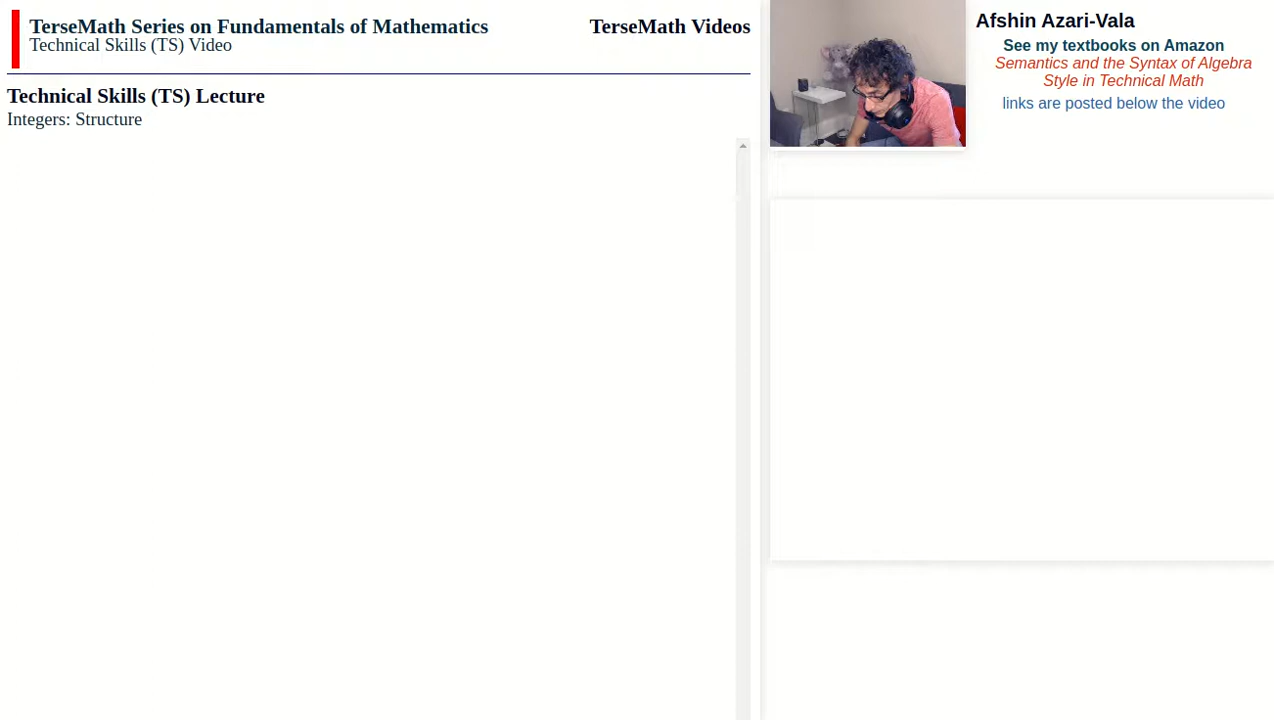 TerseMath Series on Fundamentals of Mathematics
TerseMath Videos
Technical Skills (TS) Video
Technical Skills (TS) Lecture
Integers: Structure
Afshin Azari-Vala
See my textbooks on Amazon
Semantics and the Syntax of Algebra
Style in Technical Math
links are posted below the video